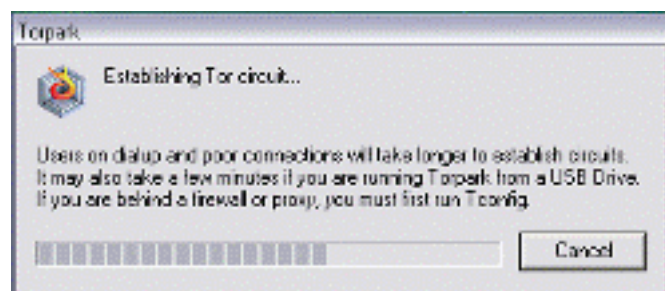 Torpark
Establishing Tor circuit...
Users on dialup and poor connections will take longer to establish circuits.
It may also take a few minutes if you are running Torpark from a USB Drive.
If you are behind a firewall or proxy, you must first run Tconfig.
Cancel